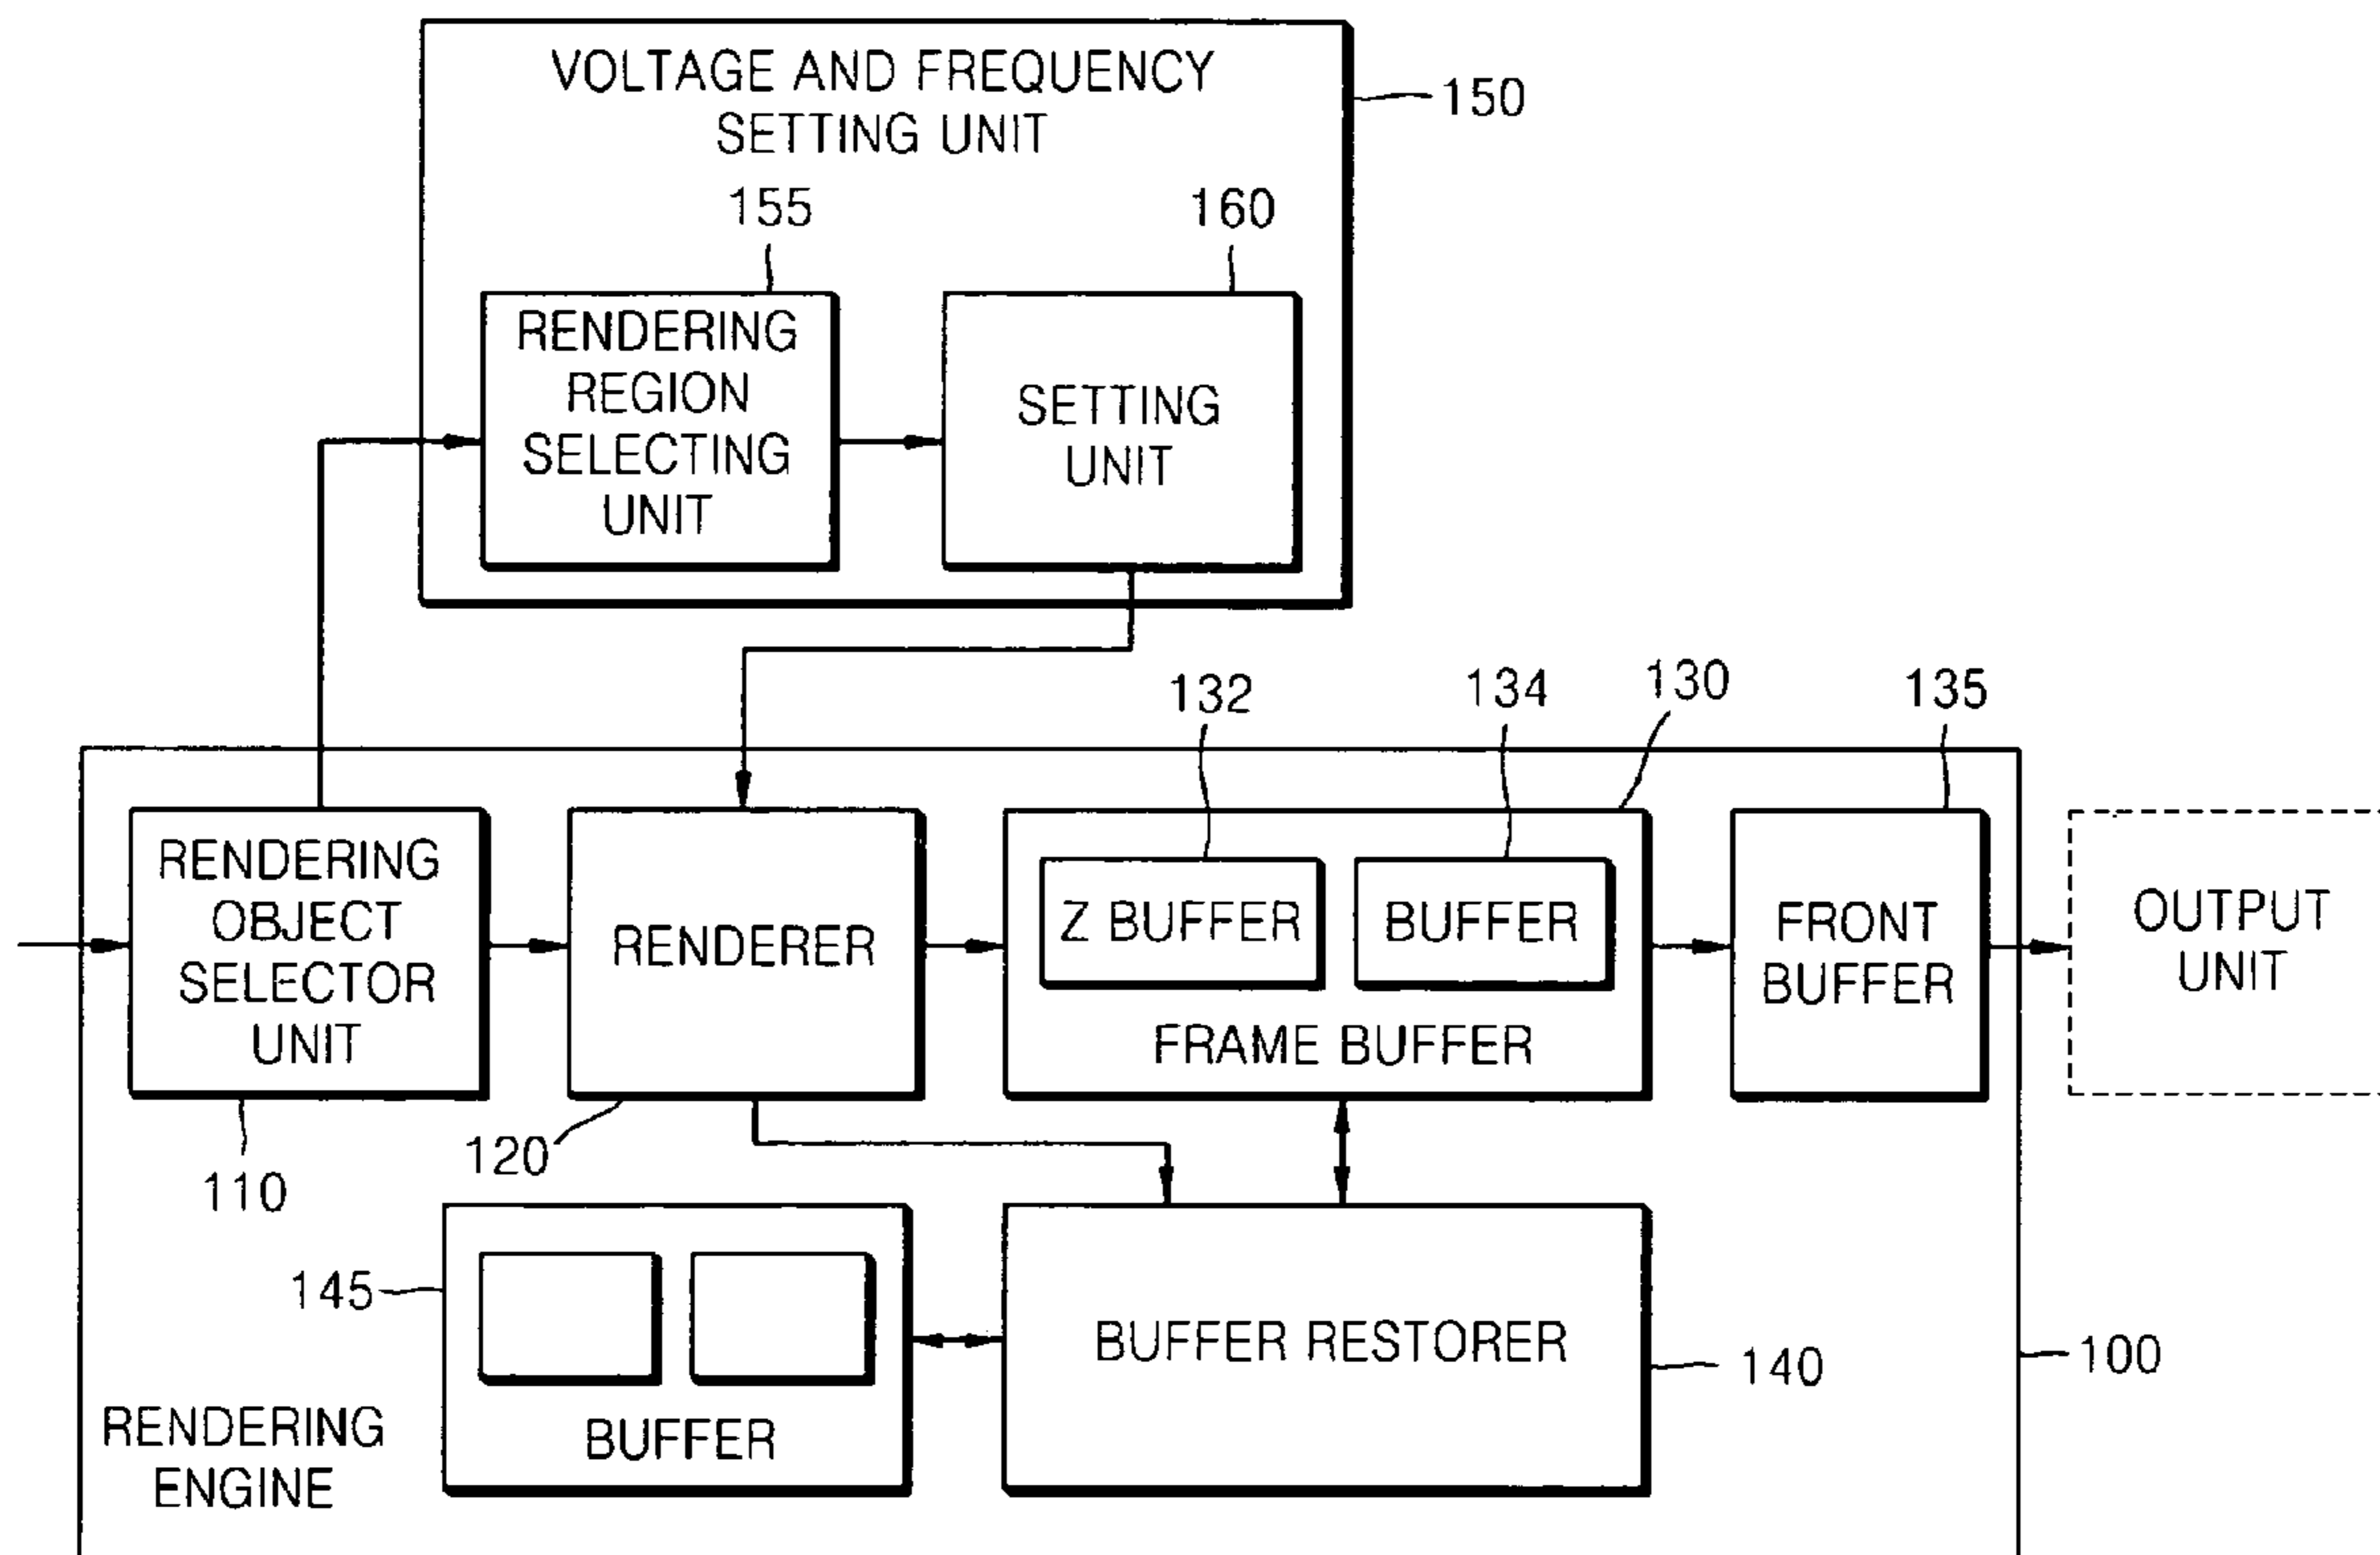 VOLTAGE AND FREQUENCY
SETTING UNIT
150
155
160
RENDERING
REGION
SELECTING
UNIT
SETTING
UNIT
132
134
130
135
RENDERING
OBJECT
SELECTOR
UNIT
RENDERER
Z BUFFER
BUFFER
FRAME BUFFER
FRONT
BUFFER
OUTPUT
UNIT
110
120
145
BUFFER
BUFFER RESTORER
140
100
RENDERING
ENGINE